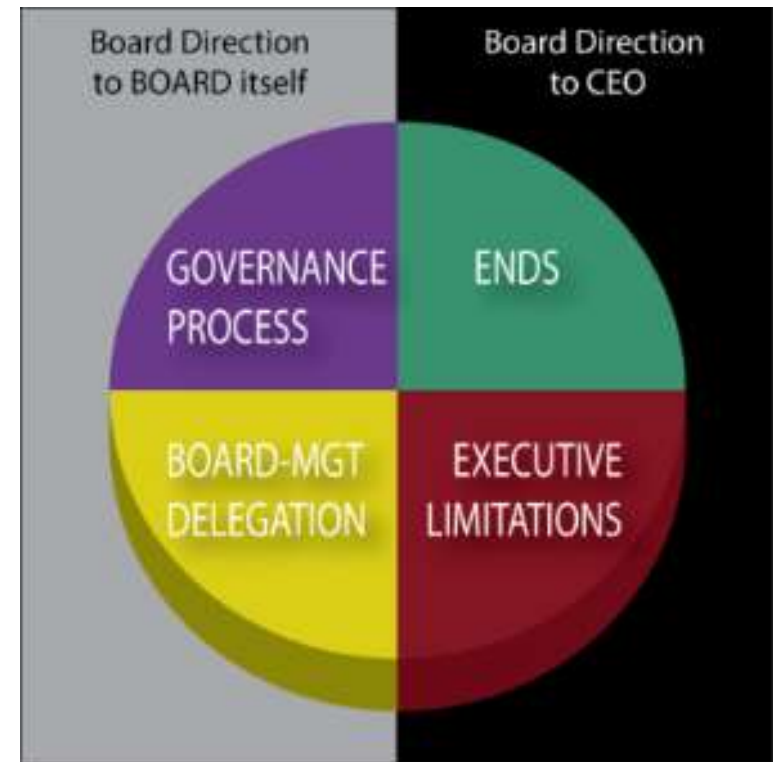 Board Direction
to BOARD itself
Board Direction
to CEO
GOVERNANCE
PROCESS
ENDS
BOARD-MGT
DELEGATION
EXECUTIVE
LIMITATIONS